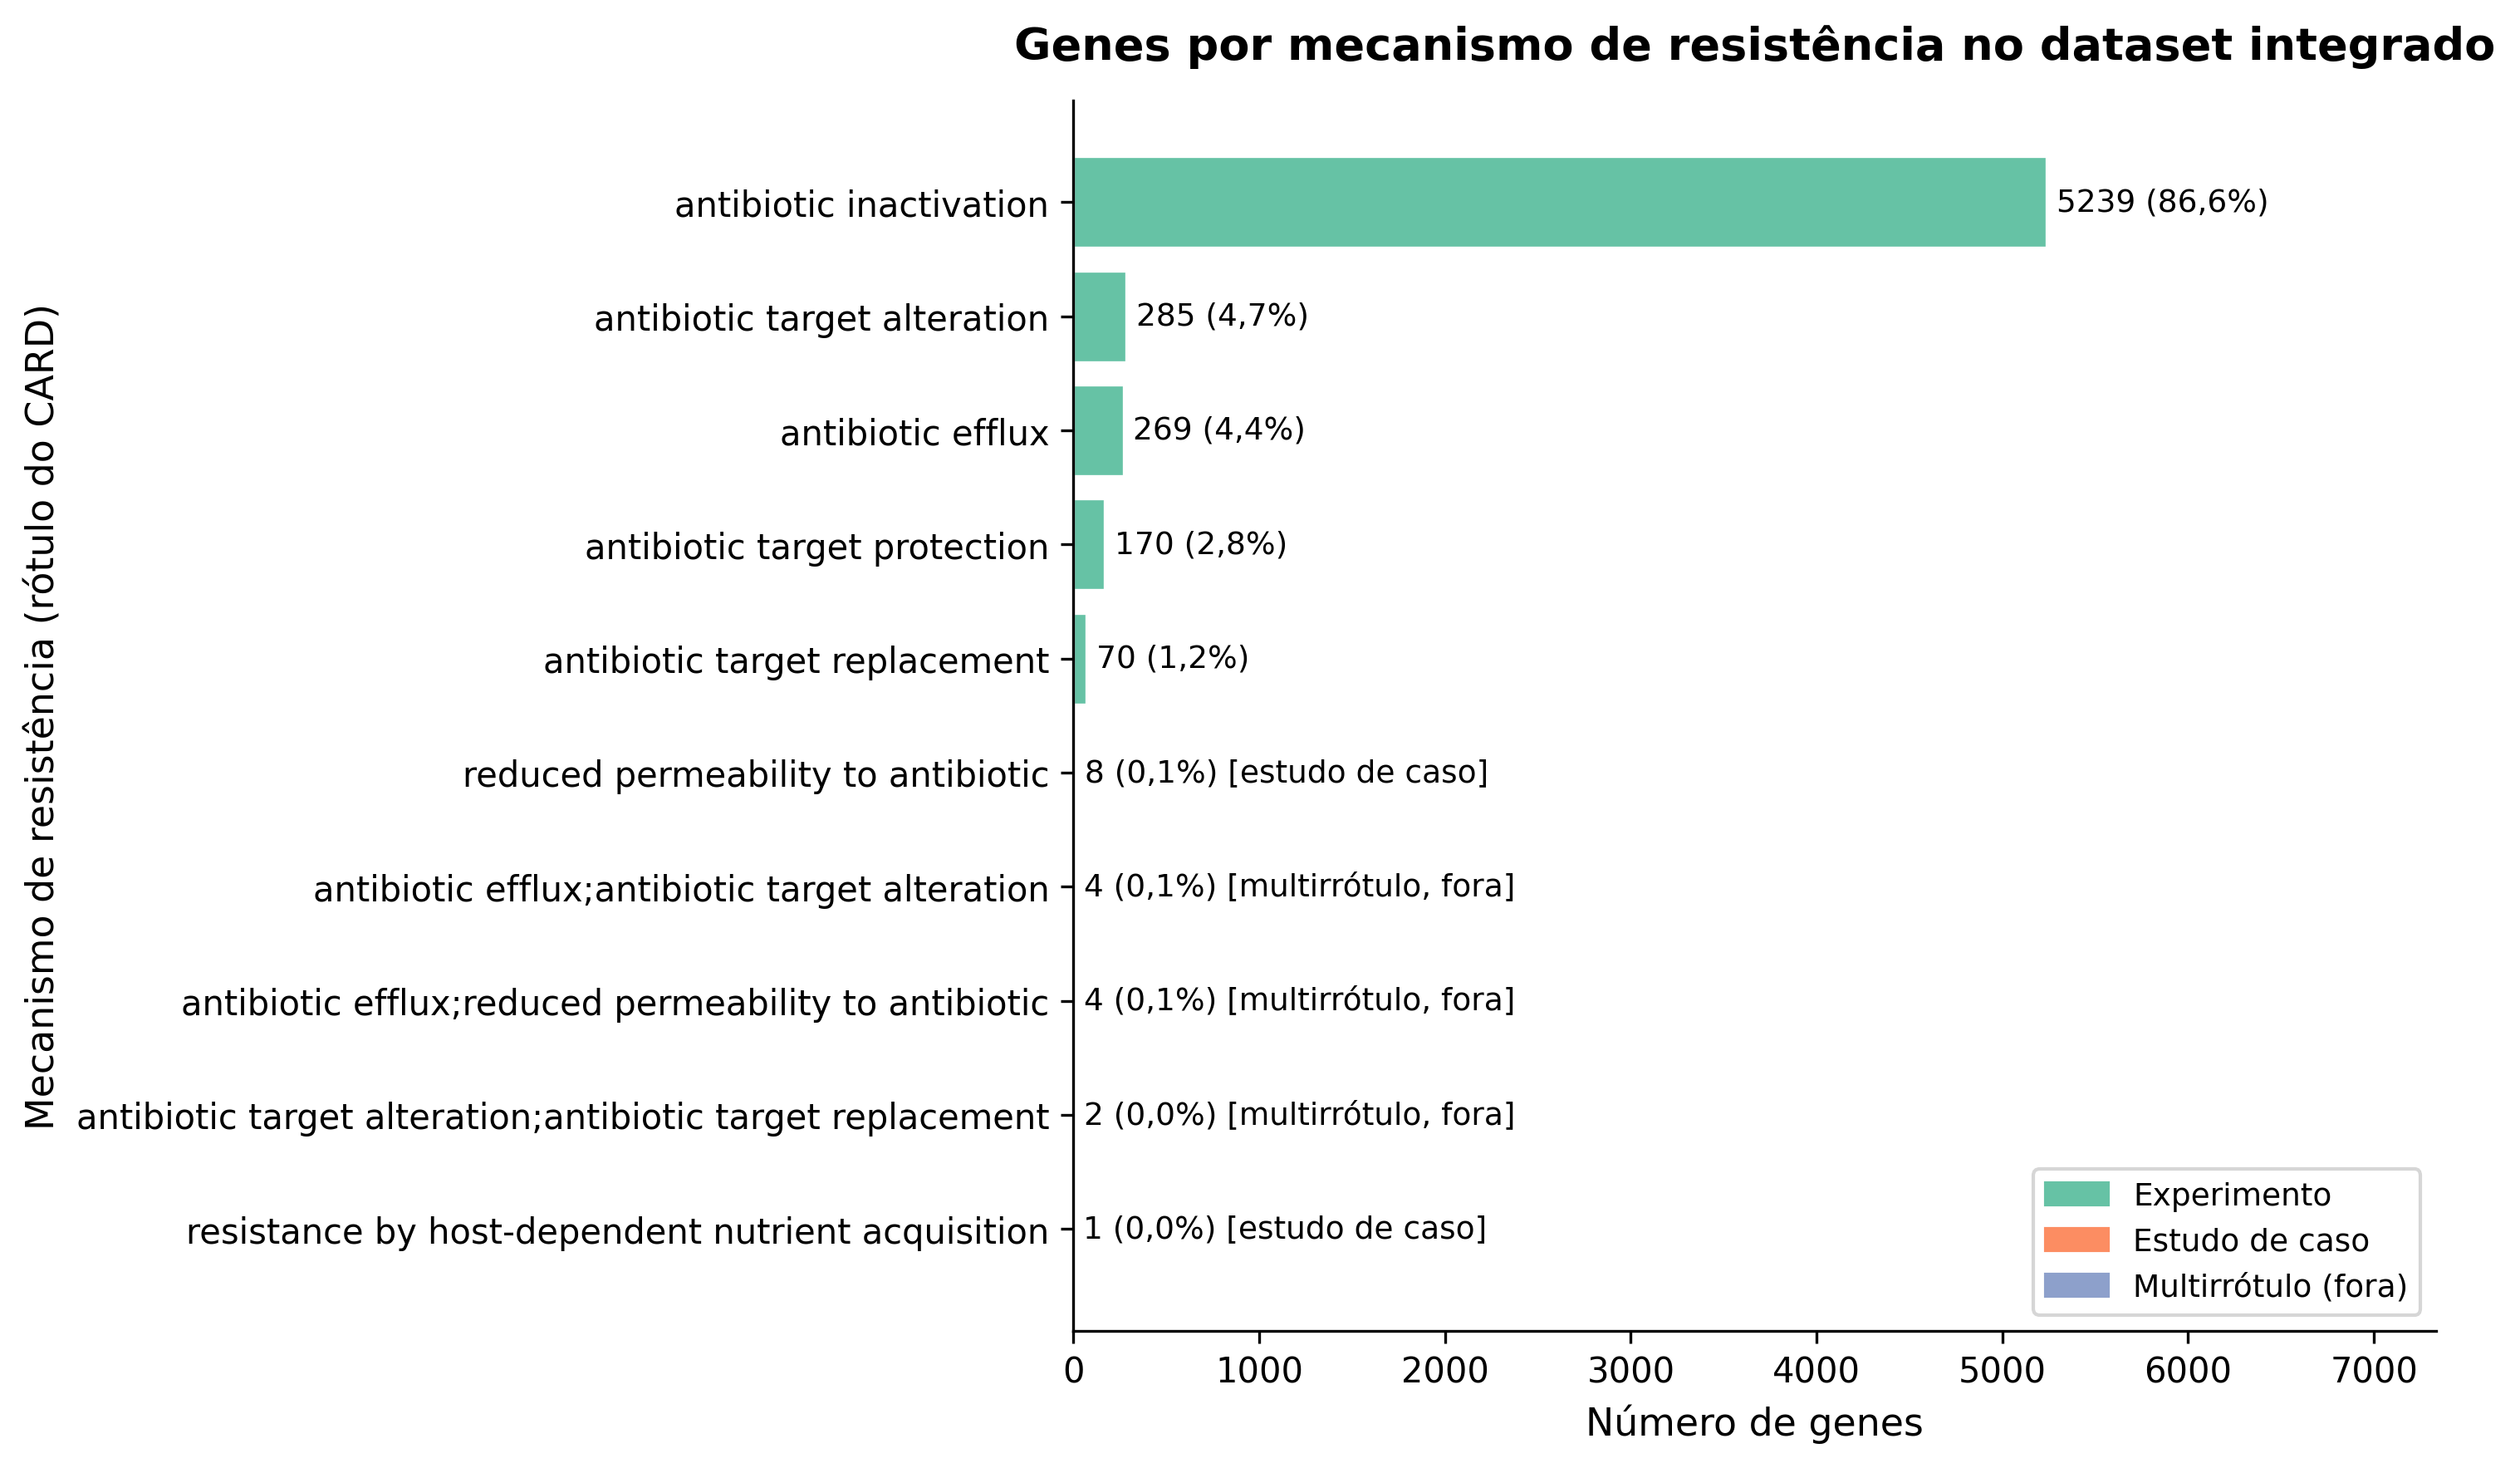 Genes por mecanismo de resistência no dataset integrado
Mecanismo de resistência (rótulo do CARD)
antibiotic inactivation 5239 (86,6%)
antibiotic target alteration 285 (4,7%)
antibiotic efflux 269 (4,4%)
antibiotic target protection 170 (2,8%)
antibiotic target replacement 70 (1,2%)
reduced permeability to antibiotic 8 (0,1%) [estudo de caso]
antibiotic efflux;antibiotic target alteration 4 (0,1%) [multirrótulo, fora]
antibiotic efflux;reduced permeability to antibiotic 4 (0,1%) [multirrótulo, fora]
antibiotic target alteration;antibiotic target replacement 2 (0,0%) [multirrótulo, fora]
resistance by host-dependent nutrient acquisition 1 (0,0%) [estudo de caso]
Experimento
Estudo de caso
Multirrótulo (fora)
0 1000 2000 3000 4000 5000 6000 7000
Número de genes